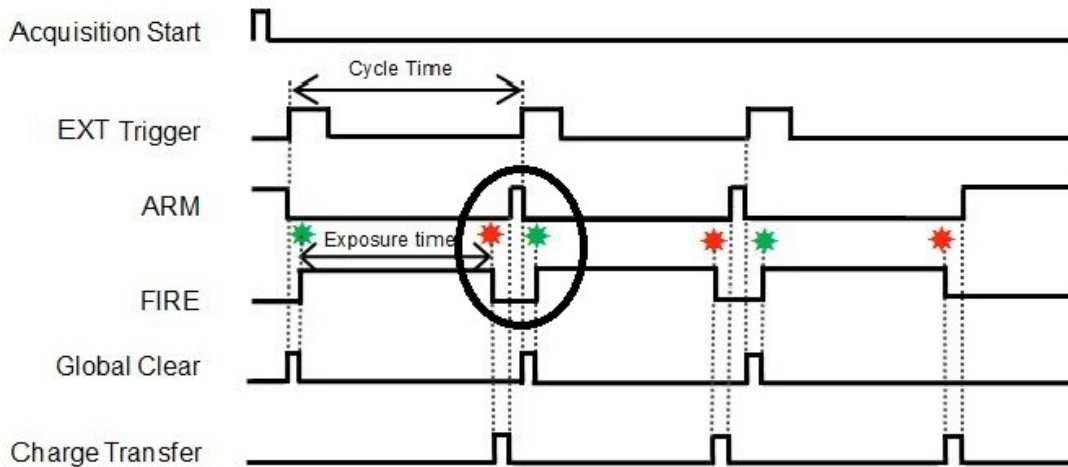 Acquisition Start
Cycle Time
EXT Trigger
ARM
Exposure time
FIRE
Global Clear
Charge Transfer